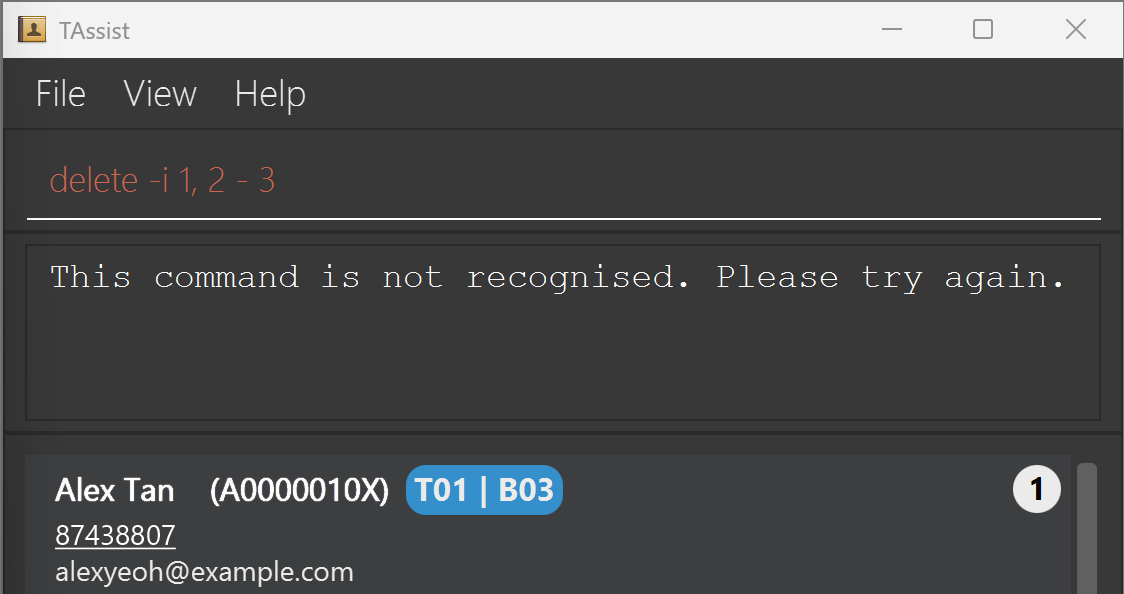 TAssist
File View Help
delete -i 1, 2 - 3
This command is not recognised. Please try again.
Alex Tan (A0000010X) T01 | B03 1
87438807
alexyeoh@example.com